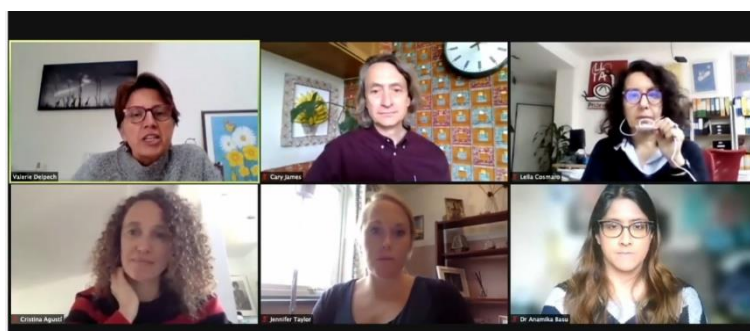 Valerie Delpech
Cary James
Lella Cosmaro
Cristina Agustí
Jennifer Taylor
Dr Anamika Basu